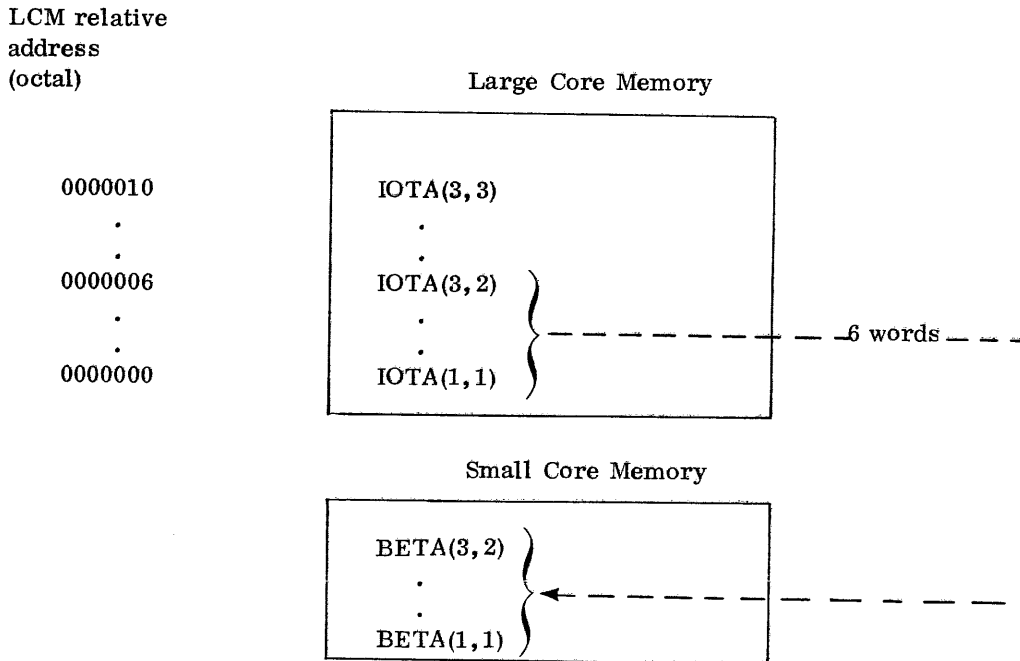 LCM relative
address
(octal)
Large Core Memory
0000010 IOTA(3,3)
. .
. .
0000006 IOTA(3,2)
. .
6 words
. .
0000000 IOTA(1,1)
Small Core Memory
BETA(3,2)
.
.
BETA(1,1)